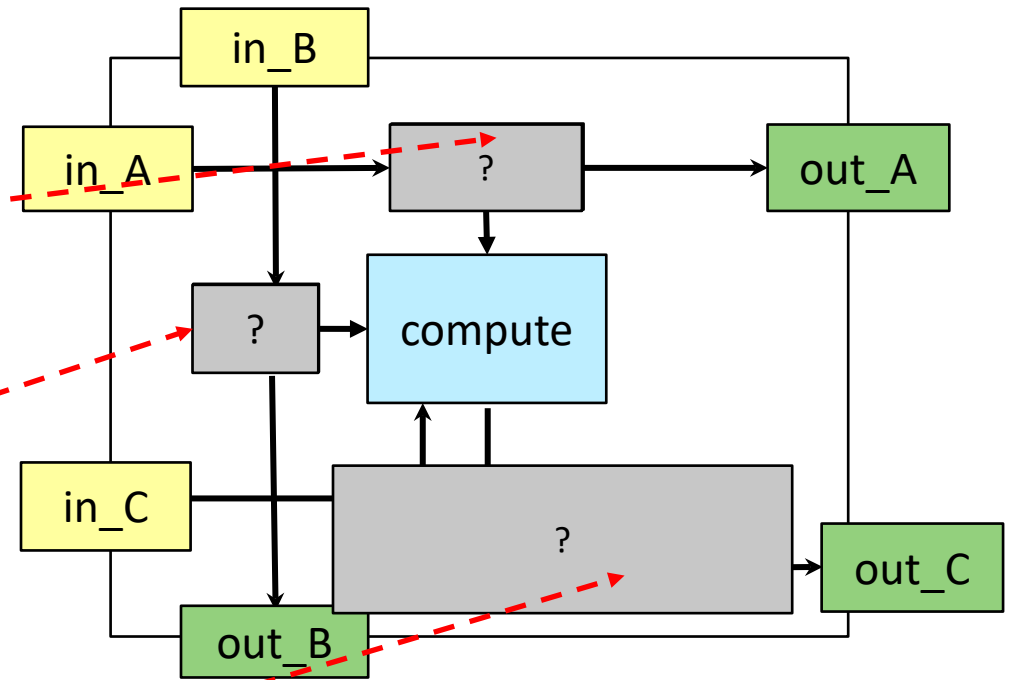 in_B
in_A
?
out_A
?
compute
in_C
?
out_C
out_B